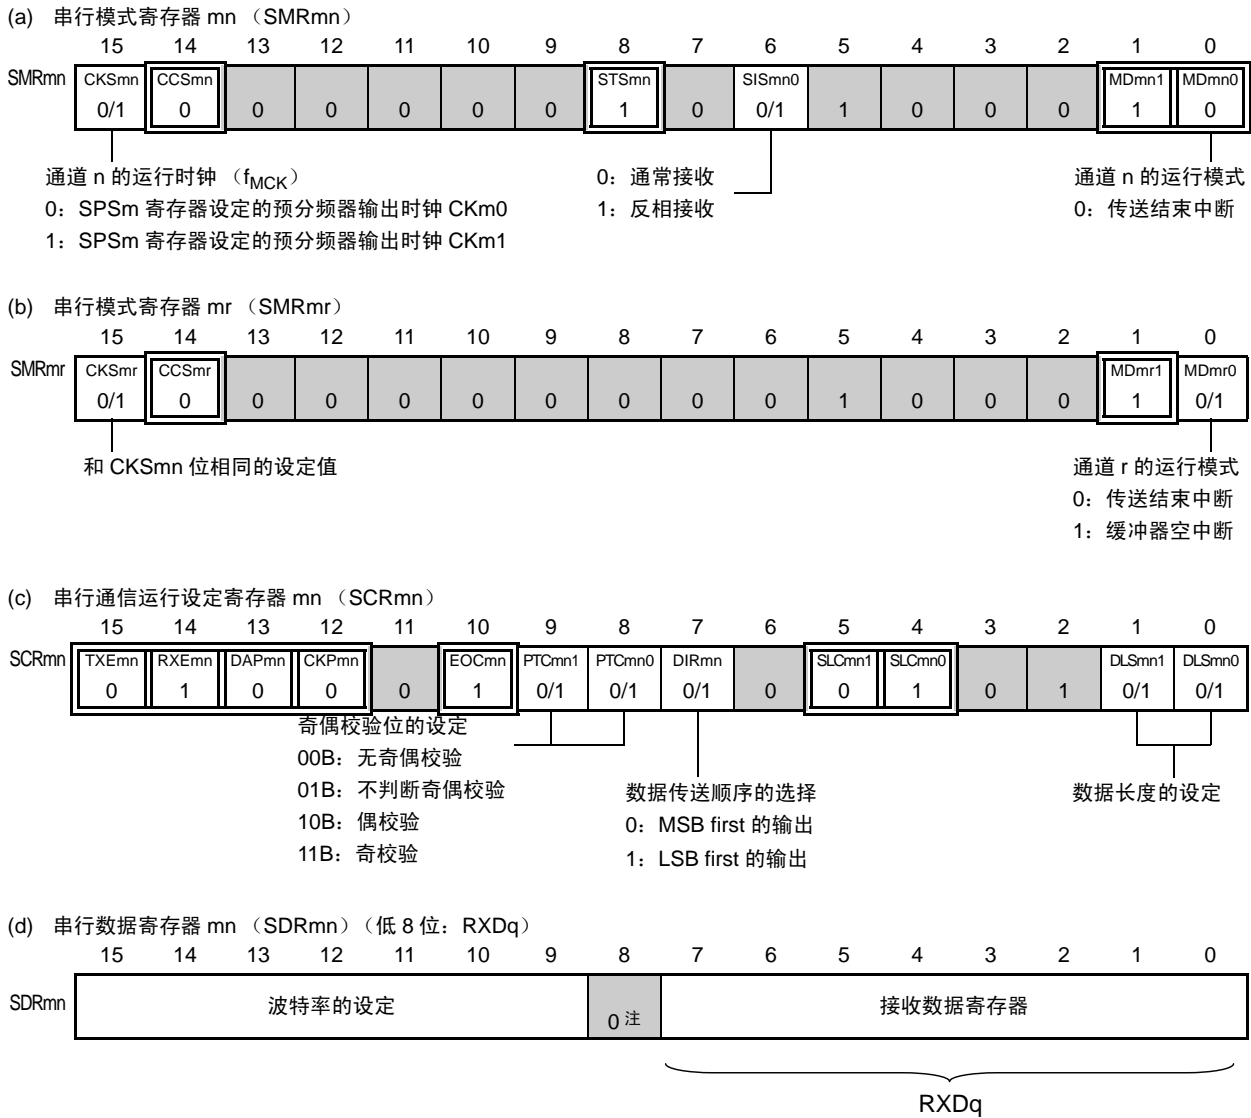 (a) 串行模式寄存器 mn （SMRmn）
15 14 13 12 11 10 9 8 7 6 5 4 3 2 1 0
SMRmn CKSmn CCSmn STSmn SISmn0 MDmn1 MDmn0
0/1 0 0 0 0 0 0 1 0 0/1 1 0 0 0 1 0
通道 n 的运行时钟 （fMCK）
0：SPSm 寄存器设定的预分频器输出时钟 CKm0
1：SPSm 寄存器设定的预分频器输出时钟 CKm1
0：通常接收
1：反相接收
通道 n 的运行模式
0：传送结束中断
(b) 串行模式寄存器 mr （SMRmr）
15 14 13 12 11 10 9 8 7 6 5 4 3 2 1 0
SMRmr CKSmr CCSmr MDmr1 MDmr0
0/1 0 0 0 0 0 0 0 0 0 1 0 0 0 1 0/1
和 CKSmn 位相同的设定值
通道 r 的运行模式
0：传送结束中断
1：缓冲器空中断
(c) 串行通信运行设定寄存器 mn （SCRmn）
15 14 13 12 11 10 9 8 7 6 5 4 3 2 1 0
SCRmn TXEmn RXEmn DAPmn CKPmn EOCmn PTCmn1 PTCmn0 DIRmn SLCmn1 SLCmn0 DLSmn1 DLSmn0
0 1 0 0 0 1 0/1 0/1 0/1 0 0 1 0 1 0/1 0/1
奇偶校验位的设定
00B：无奇偶校验
01B：不判断奇偶校验
10B：偶校验
11B：奇校验
数据传送顺序的选择
0：MSB first 的输出
1：LSB first 的输出
数据长度的设定
(d) 串行数据寄存器 mn （SDRmn）（低 8 位：RXDq）
15 14 13 12 11 10 9 8 7 6 5 4 3 2 1 0
SDRmn 波特率的设定 0 注 接收数据寄存器
RXDq